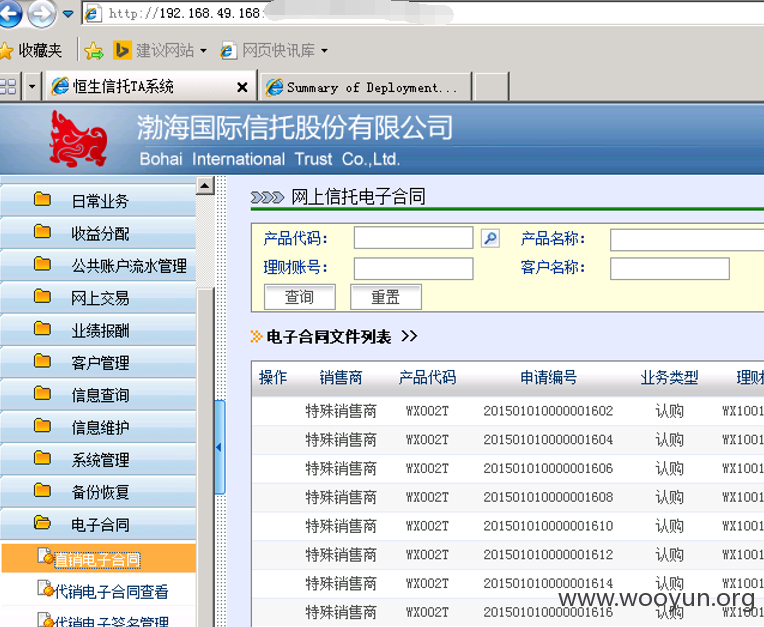 http://192.168.49.168:
收藏夹 建议网站 网页快讯库
恒生信托TA系统 Summary of Deployment...
渤海国际信托股份有限公司
Bohai International Trust Co.,Ltd.
日常业务
收益分配
公共账户流水管理
网上交易
业绩报酬
客户管理
信息查询
信息维护
系统管理
备份恢复
电子合同
直销电子合同
代销电子合同查看
代销电子签名管理
网上信托电子合同
产品代码： 产品名称：
理财账号： 客户名称：
查询 重置
电子合同文件列表 >>
操作 销售商 产品代码 申请编号 业务类型 理财
特殊销售商 WX002T 201501010000001602 认购 WX1001
特殊销售商 WX002T 201501010000001604 认购 WX1001
特殊销售商 WX002T 201501010000001606 认购 WX1001
特殊销售商 WX002T 201501010000001608 认购 WX1001
特殊销售商 WX002T 201501010000001610 认购 WX1001
特殊销售商 WX002T 201501010000001612 认购 WX1001
特殊销售商 WX002T 201501010000001614 认购 WX1001
特殊销售商 WX002T 201501010000001616 认购 WX1001
www.wooyun.org